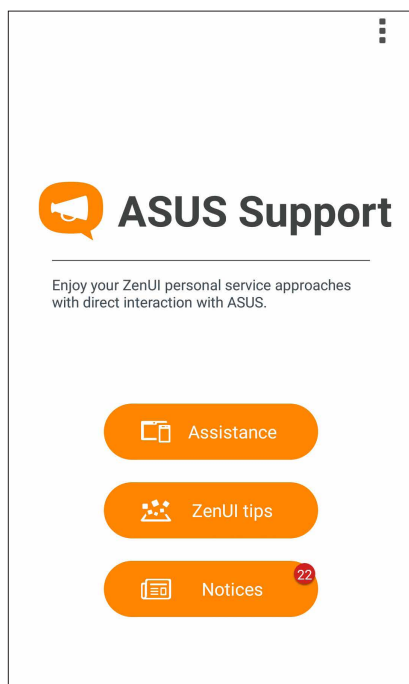 ASUS Support
Enjoy your ZenUI personal service approaches
with direct interaction with ASUS.
Assistance
ZenUI tips
Notices
22